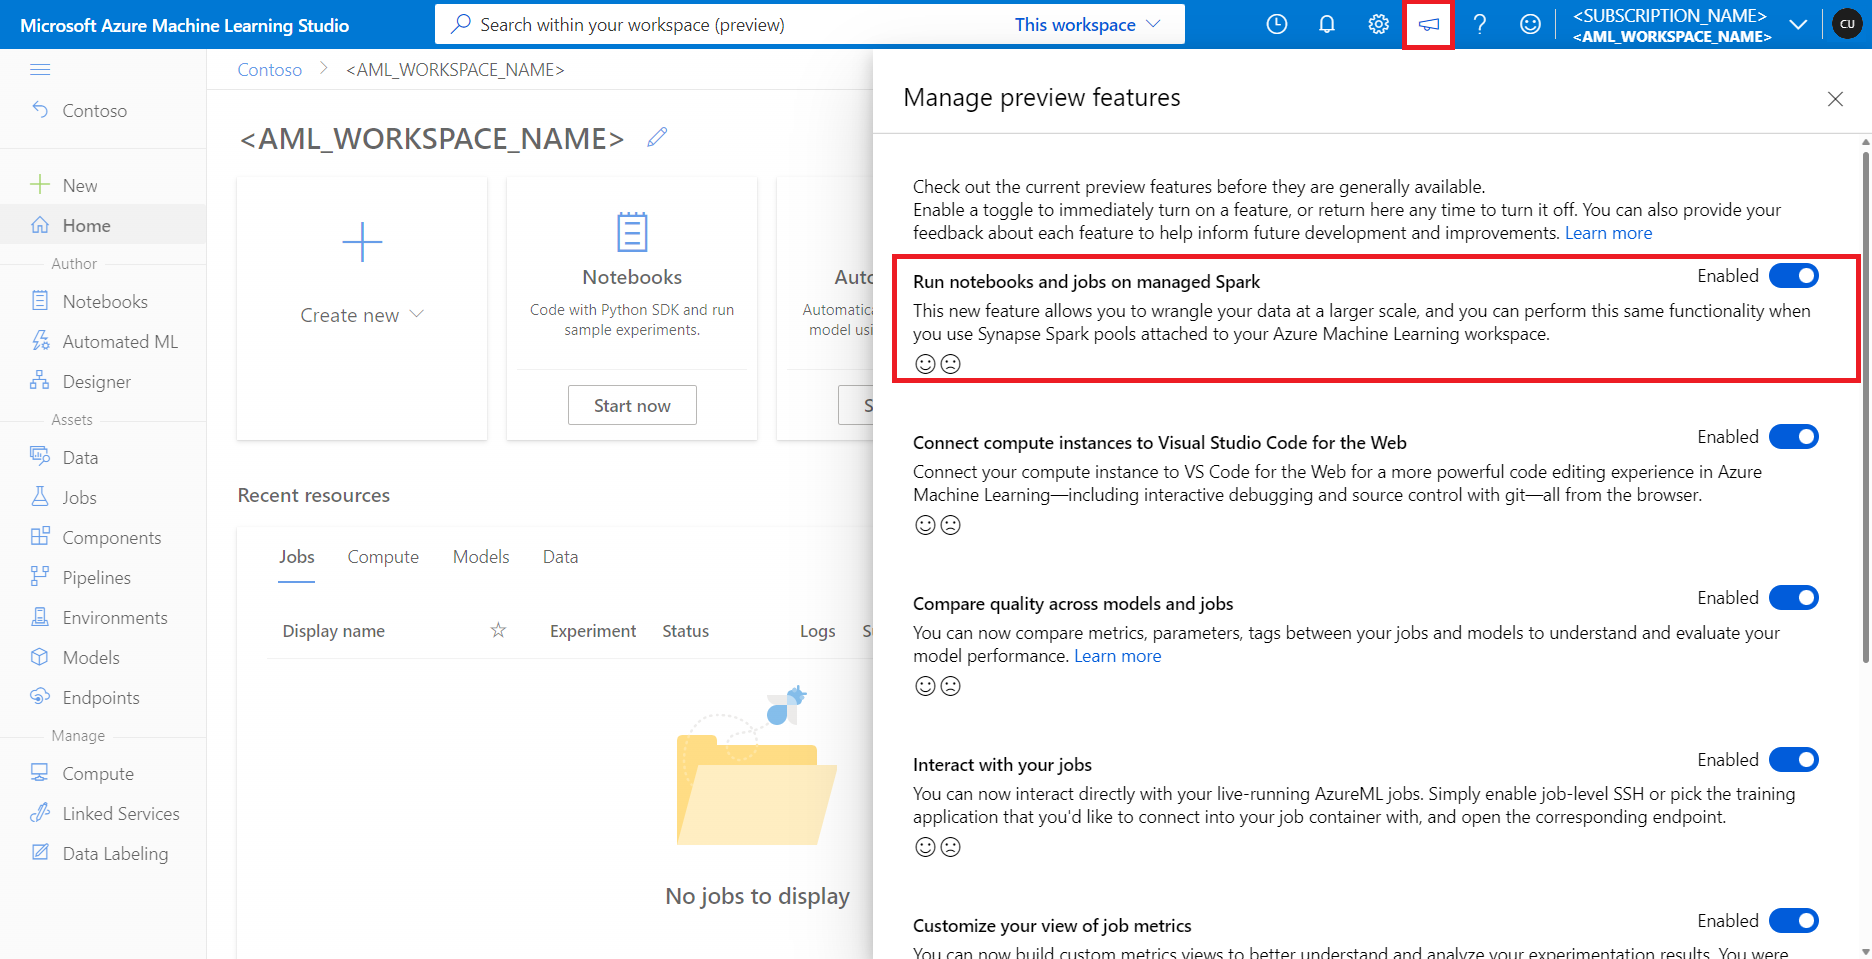 Microsoft Azure Machine Learning Studio
Search within your workspace (preview)
This workspace
?
<SUBSCRIPTION_NAME>
<AML_WORKSPACE_NAME>
CU
Contoso
New
Home
Author
Notebooks
Automated ML
Designer
Assets
Data
Jobs
Components
Pipelines
Environments
Models
Endpoints
Manage
Compute
Linked Services
Data Labeling
Contoso > <AML_WORKSPACE_NAME>
<AML_WORKSPACE_NAME>
Create new
Notebooks
Code with Python SDK and run
sample experiments.
Start now
Auto
Automatica
model usi
S
Recent resources
Jobs Compute Models Data
Display name Experiment Status Logs Su
No jobs to display
Manage preview features
Check out the current preview features before they are generally available.
Enable a toggle to immediately turn on a feature, or return here any time to turn it off. You can also provide your
feedback about each feature to help inform future development and improvements. Learn more
Run notebooks and jobs on managed Spark Enabled
This new feature allows you to wrangle your data at a larger scale, and you can perform this same functionality when
you use Synapse Spark pools attached to your Azure Machine Learning workspace.
Connect compute instances to Visual Studio Code for the Web Enabled
Connect your compute instance to VS Code for the Web for a more powerful code editing experience in Azure
Machine Learning—including interactive debugging and source control with git—all from the browser.
Compare quality across models and jobs Enabled
You can now compare metrics, parameters, tags between your jobs and models to understand and evaluate your
model performance. Learn more
Interact with your jobs Enabled
You can now interact directly with your live-running AzureML jobs. Simply enable job-level SSH or pick the training
application that you'd like to connect into your job container with, and open the corresponding endpoint.
Customize your view of job metrics Enabled
You can now build custom metrics views to better understand and analyze your experimentation results. You were